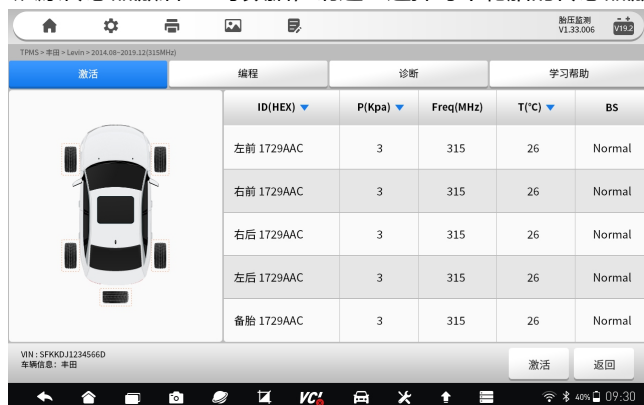 胎压监测
V1.33.006
V19.2
TPMS > 丰田 > Levin > 2014.08-2019.12(315MHz)
激活
编程
诊断
学习帮助
ID(HEX) P(Kpa) Freq(MHz) T(℃) BS
左前 1729AAC 3 315 26 Normal
右前 1729AAC 3 315 26 Normal
右后 1729AAC 3 315 26 Normal
左后 1729AAC 3 315 26 Normal
备胎 1729AAC 3 315 26 Normal
VIN : SFKKDJ1234566D
车辆信息: 丰田
激活
返回
VCI
40% 09:30